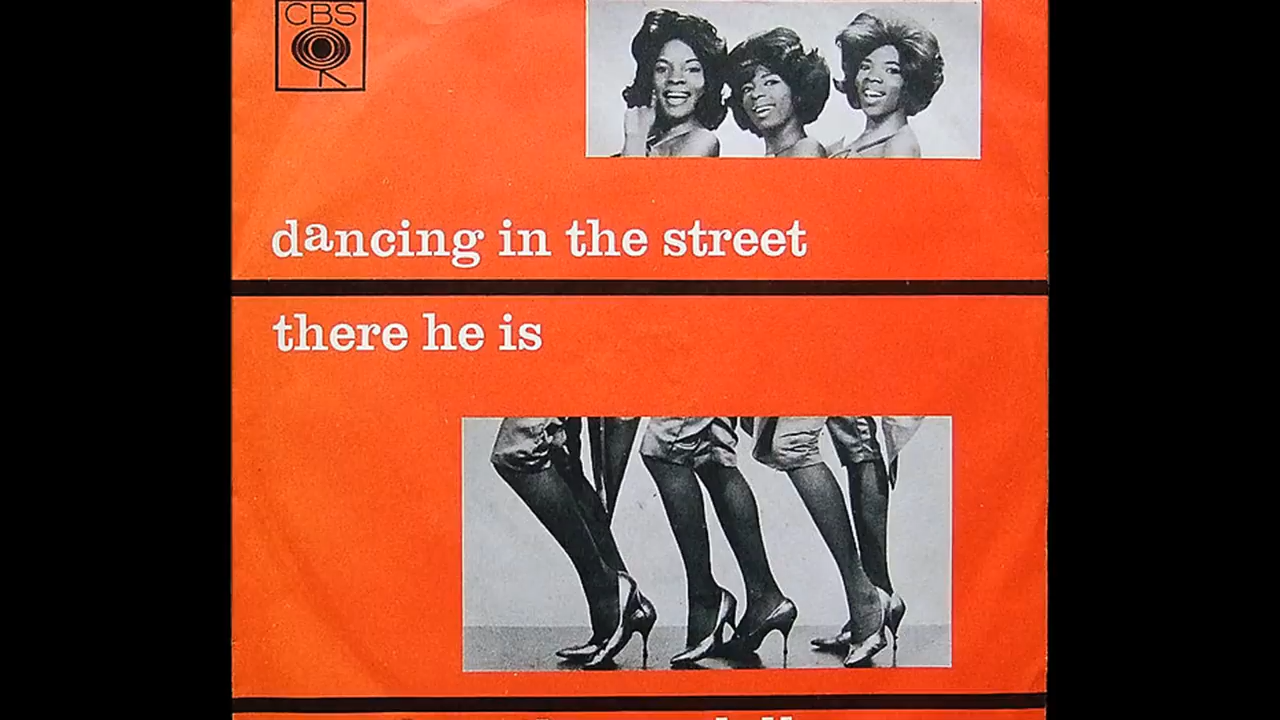 CBS
dancing in the street
there he is